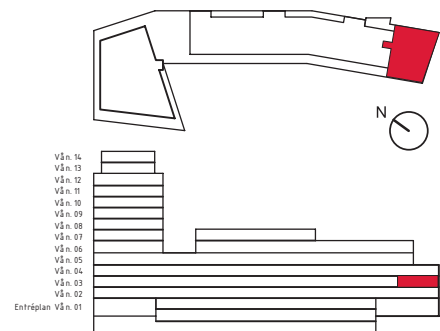 N
Vån. 14
Vån. 13
Vån. 12
Vån. 11
Vån. 10
Vån. 09
Vån. 08
Vån. 07
Vån. 06
Vån. 05
Vån. 04
Vån. 03
Vån. 02
Entréplan Vån. 01